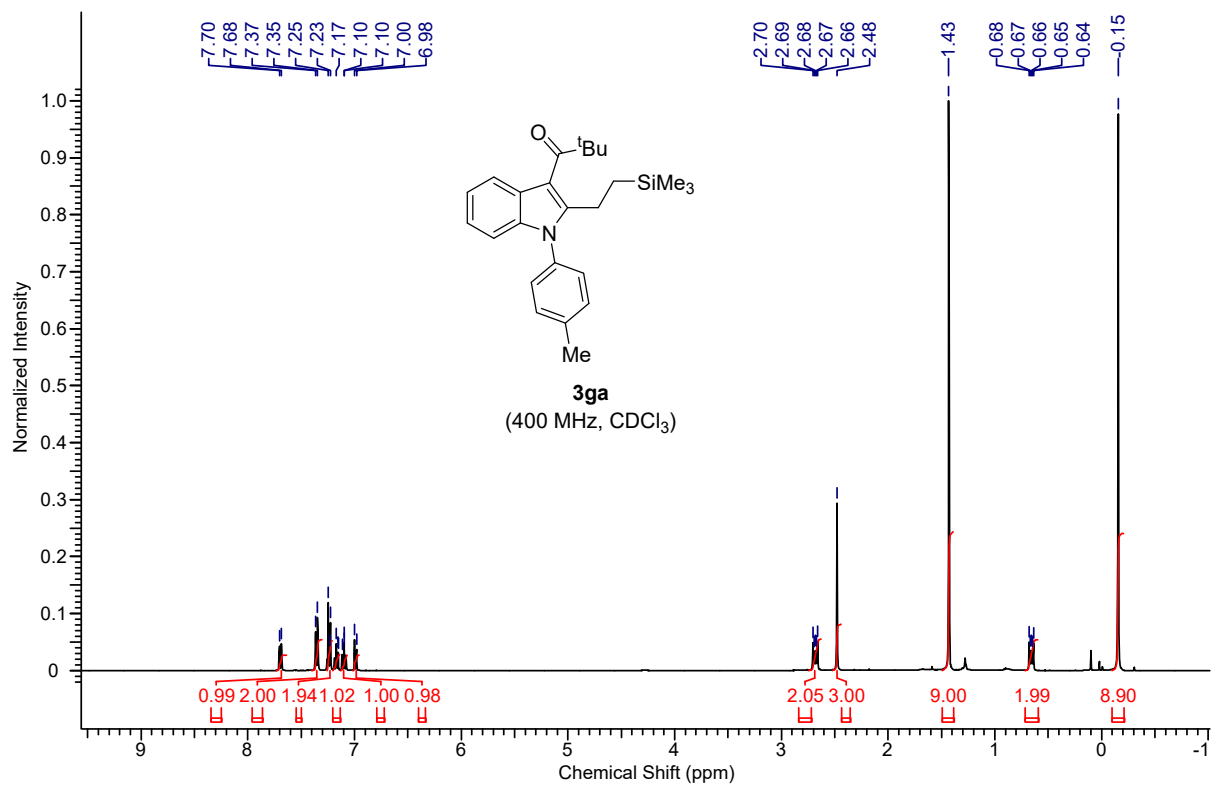 7.70 7.68 7.37 7.35 7.25 7.23 7.17 7.10 7.10 7.00 6.98 2.70 2.69 2.68 2.67 2.66 2.48 1.43 0.68 0.67 0.66 0.65 0.64 -0.15
1.0
0.9
0.8
0.7
0.6
0.5
0.4
0.3
0.2
0.1
0
Normalized Intensity
O
tBu
SiMe3
N
Me
3ga
(400 MHz, CDCl3)
0.99 2.00 1.94 1.02 1.00 0.98 2.05 3.00 9.00 1.99 8.90
9 8 7 6 5 4 3 2 1 0 -1
Chemical Shift (ppm)